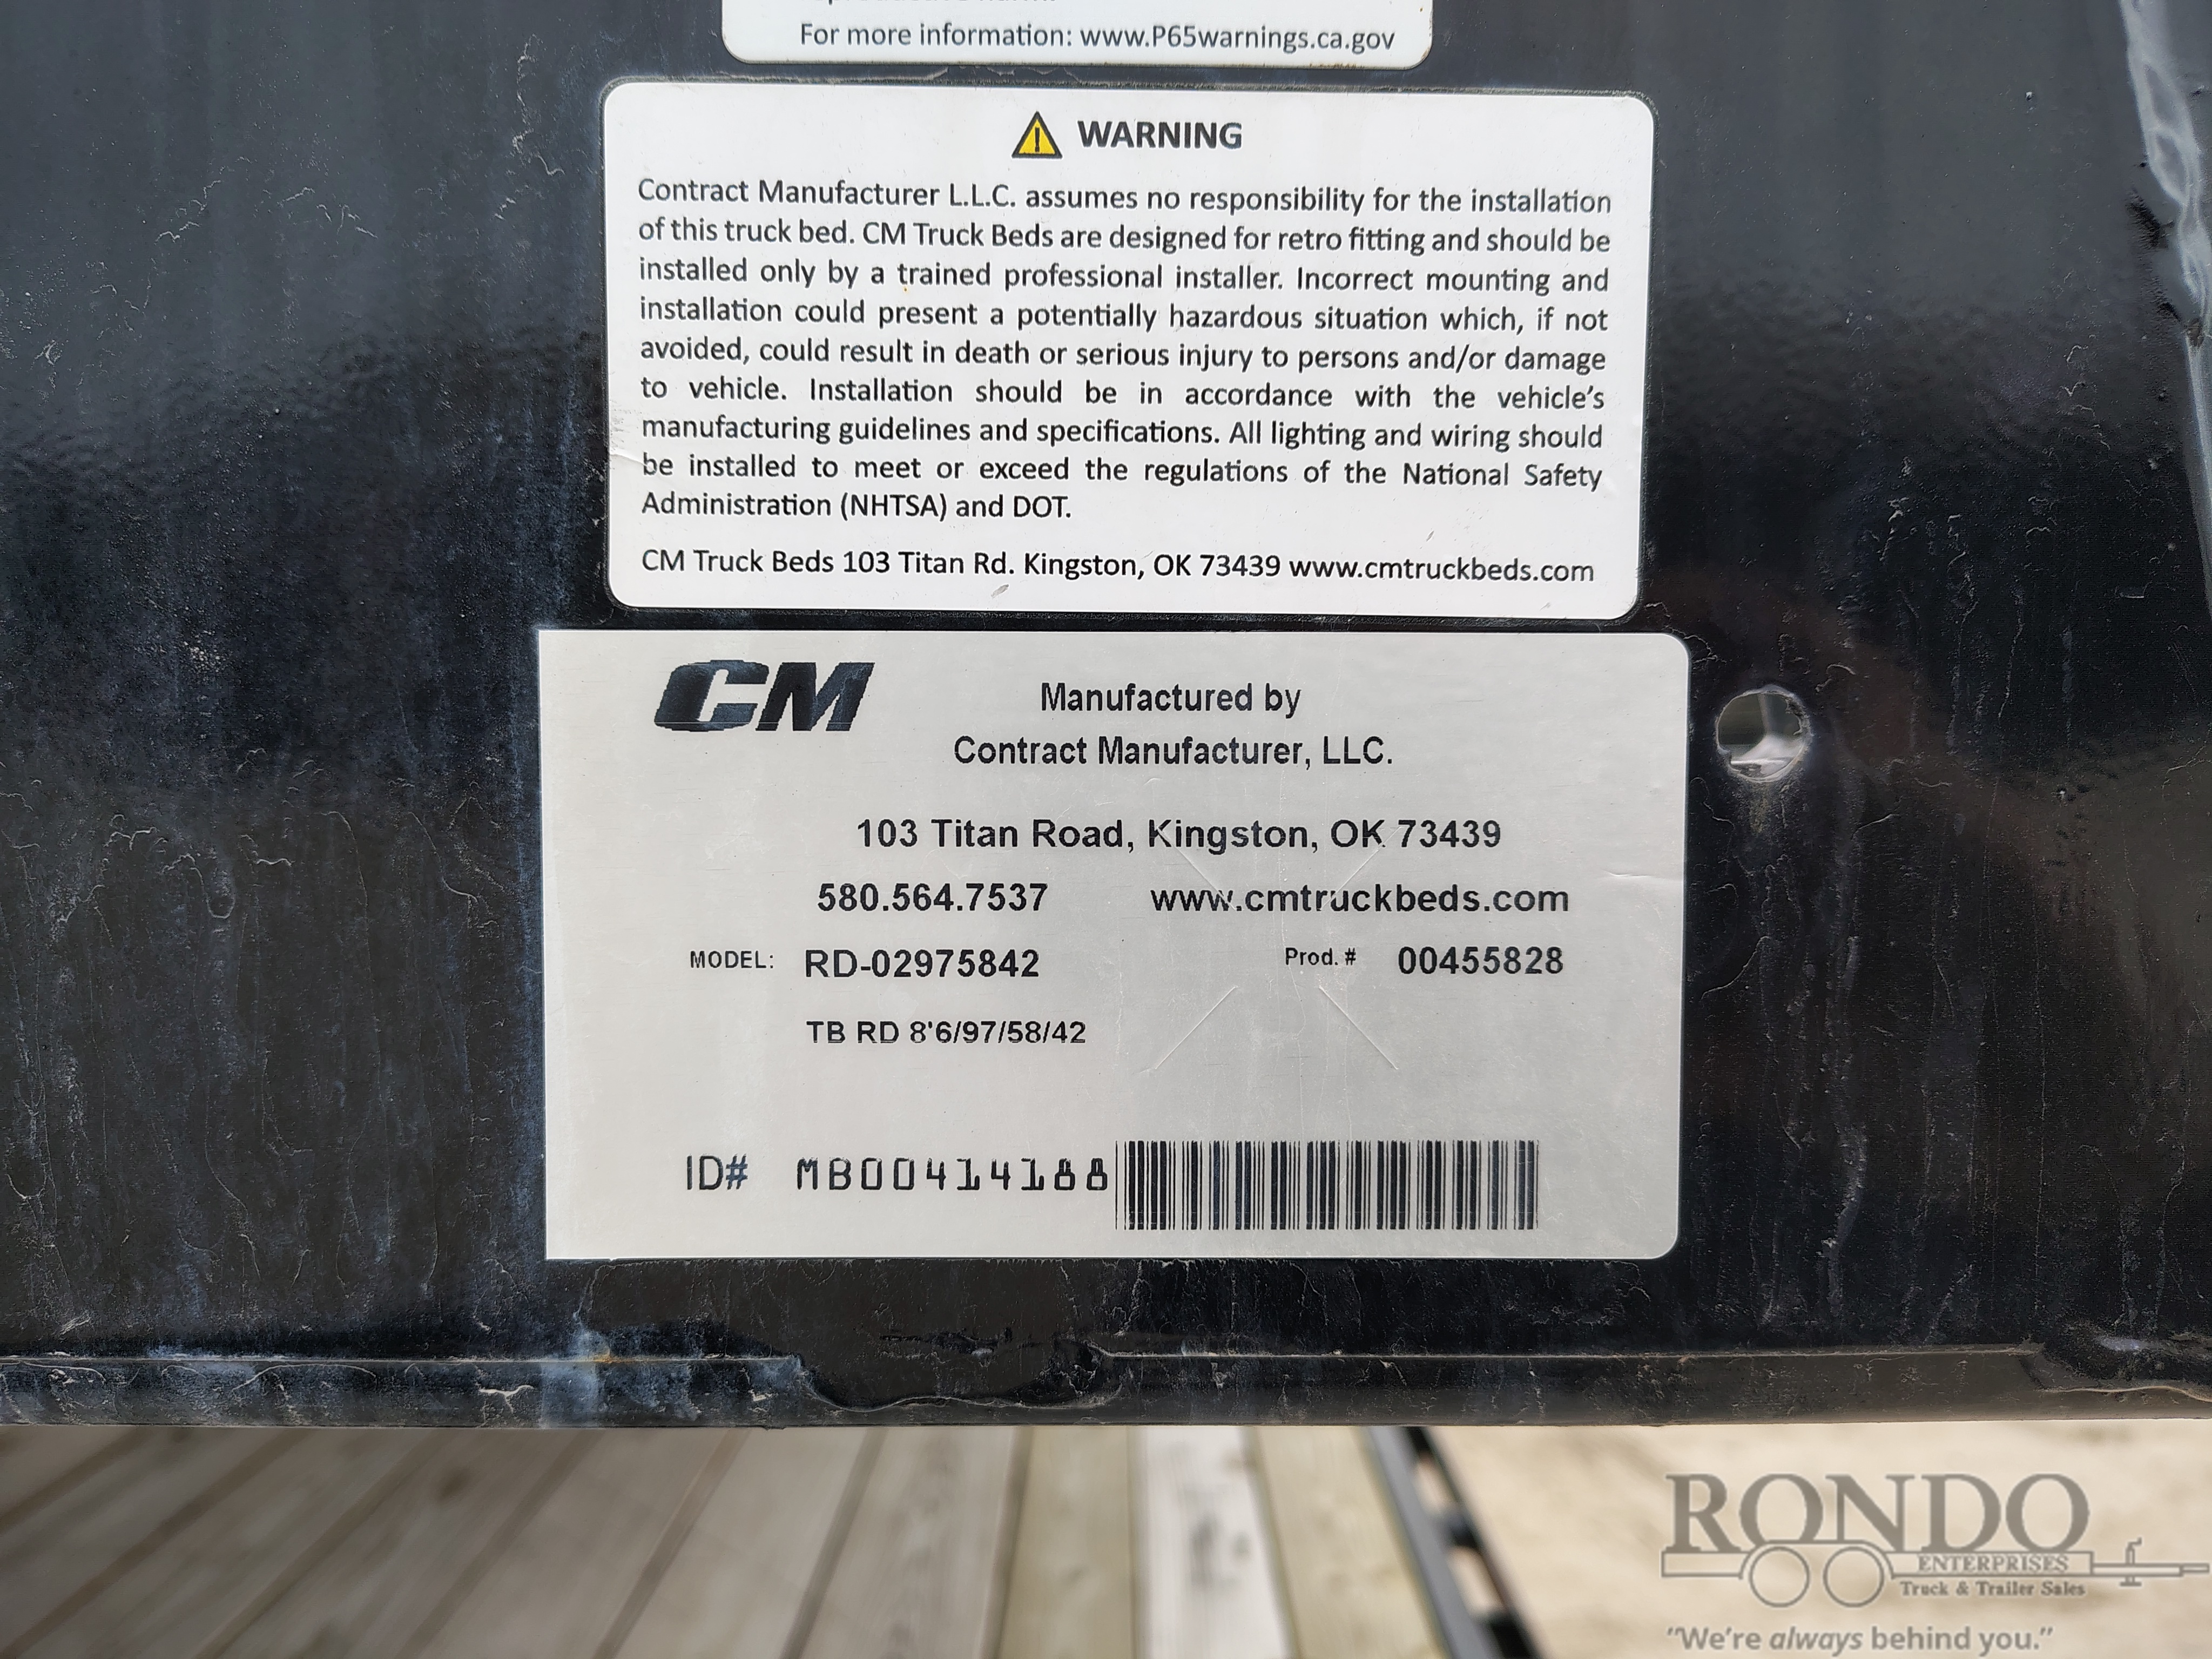 For more information: www.P65warnings.ca.gov
WARNING
Contract Manufacturer L.L.C. assumes no responsibility for the installation
of this truck bed. CM Truck Beds are designed for retro fitting and should be
installed only by a trained professional installer. Incorrect mounting and
installation could present a potentially hazardous situation which, if not
avoided, could result in death or serious injury to persons and/or damage
to vehicle. Installation should be in accordance with the vehicle's
manufacturing guidelines and specifications. All lighting and wiring should
be installed to meet or exceed the regulations of the National Safety
Administration (NHTSA) and DOT.
CM Truck Beds 103 Titan Rd. Kingston, OK 73439 www.cmtruckbeds.com
CM
Manufactured by
Contract Manufacturer, LLC.
103 Titan Road, Kingston, OK 73439
580.564.7537 www.cmtruckbeds.com
MODEL: RD-02975842 Prod. # 00455828
TB RD 8'6/97/58/42
ID# MB00414188
RONDO
ENTERPRISES
Truck & Trailer Sales
"We're always behind you."